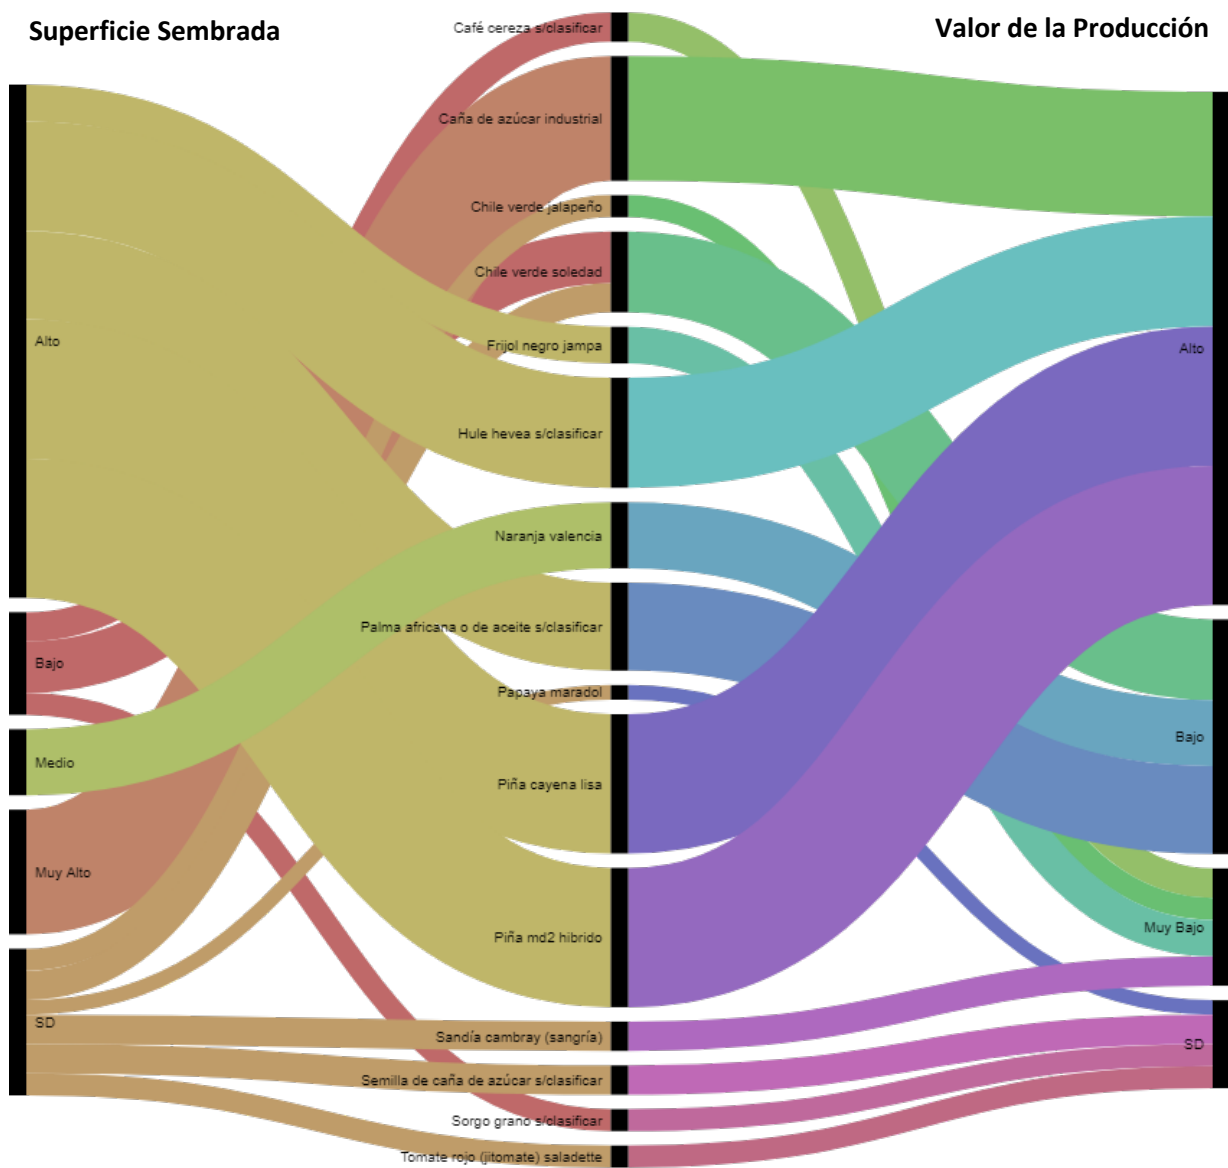 Superficie Sembrada
Valor de la Producción
Café cereza s/clasificar
Caña de azúcar industrial
Chile verde jalapeño
Chile verde soledad
Frijol negro jampa
Hule hevea s/clasificar
Naranja valencia
Palma africana o de aceite s/clasificar
Papaya maradol
Piña cayena lisa
Piña md2 hibrido
Sandía cambray (sangría)
Semilla de caña de azúcar s/clasificar
Sorgo grano s/clasificar
Tomate rojo (jitomate) saladette
Alto
Bajo
Medio
Muy Alto
SD
Alto
Bajo
Muy Bajo
SD